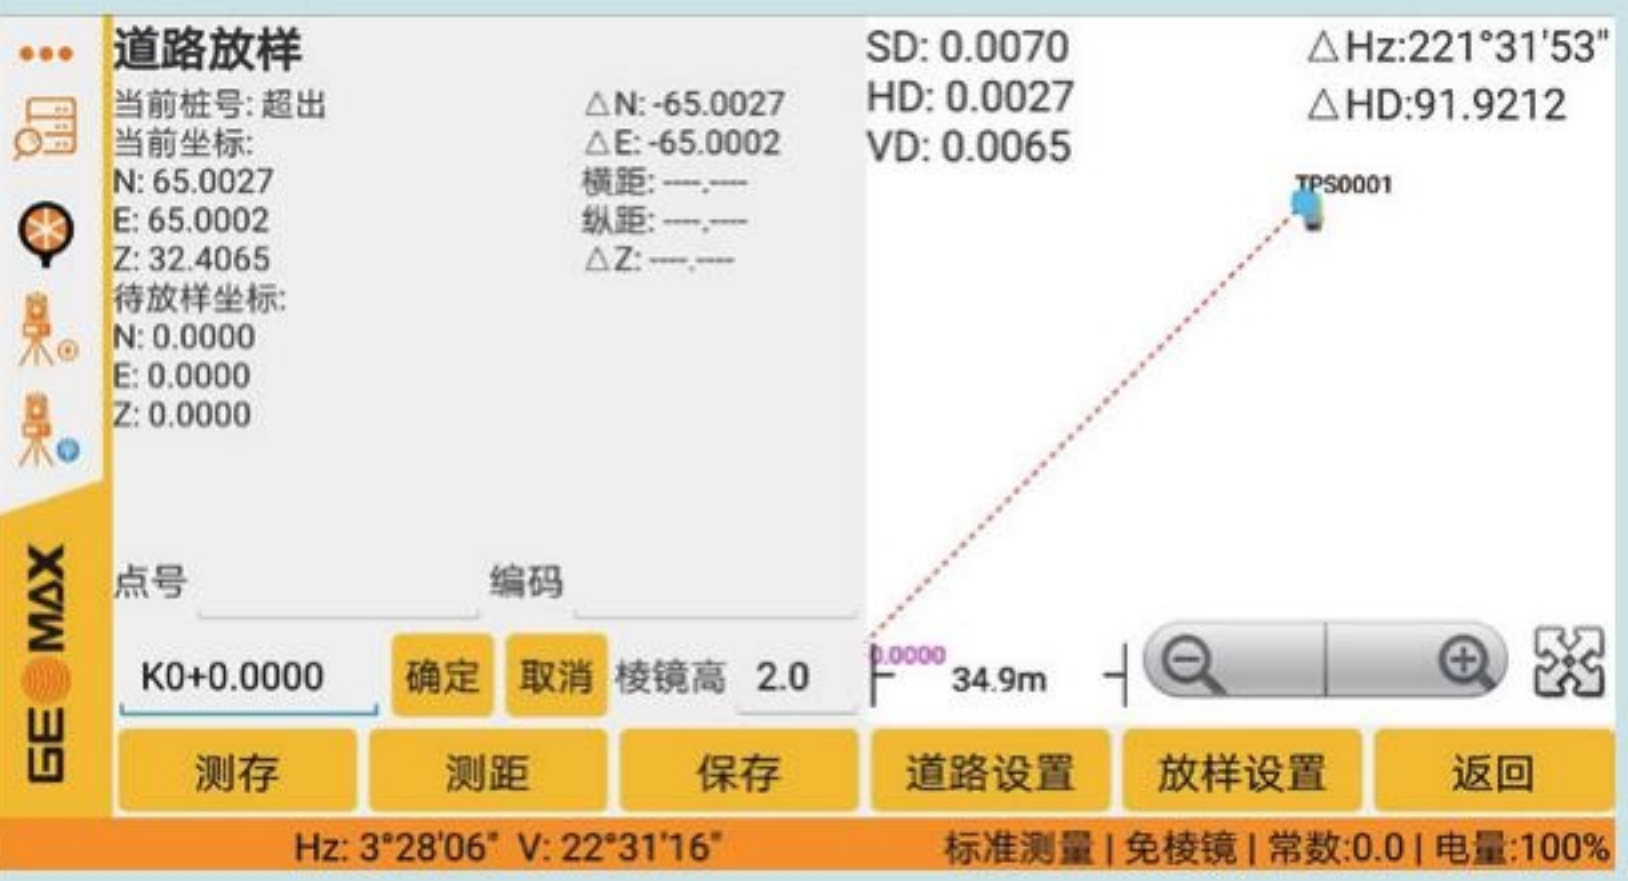 道路放样
当前桩号: 超出
当前坐标:
N: 65.0027
E: 65.0002
Z: 32.4065
待放样坐标:
N: 0.0000
E: 0.0000
Z: 0.0000
△N: -65.0027
△E: -65.0002
横距: ----.----
纵距: ----.----
△Z: ----.----
SD: 0.0070
HD: 0.0027
VD: 0.0065
△Hz:221°31'53"
△HD:91.9212
TPS0001
0.0000
34.9m
点号 编码
K0+0.0000 确定 取消 棱镜高 2.0
测存 测距 保存 道路设置 放样设置 返回
GEOMAX
Hz: 3°28'06" V: 22°31'16" 标准测量 | 免棱镜 | 常数:0.0 | 电量:100%